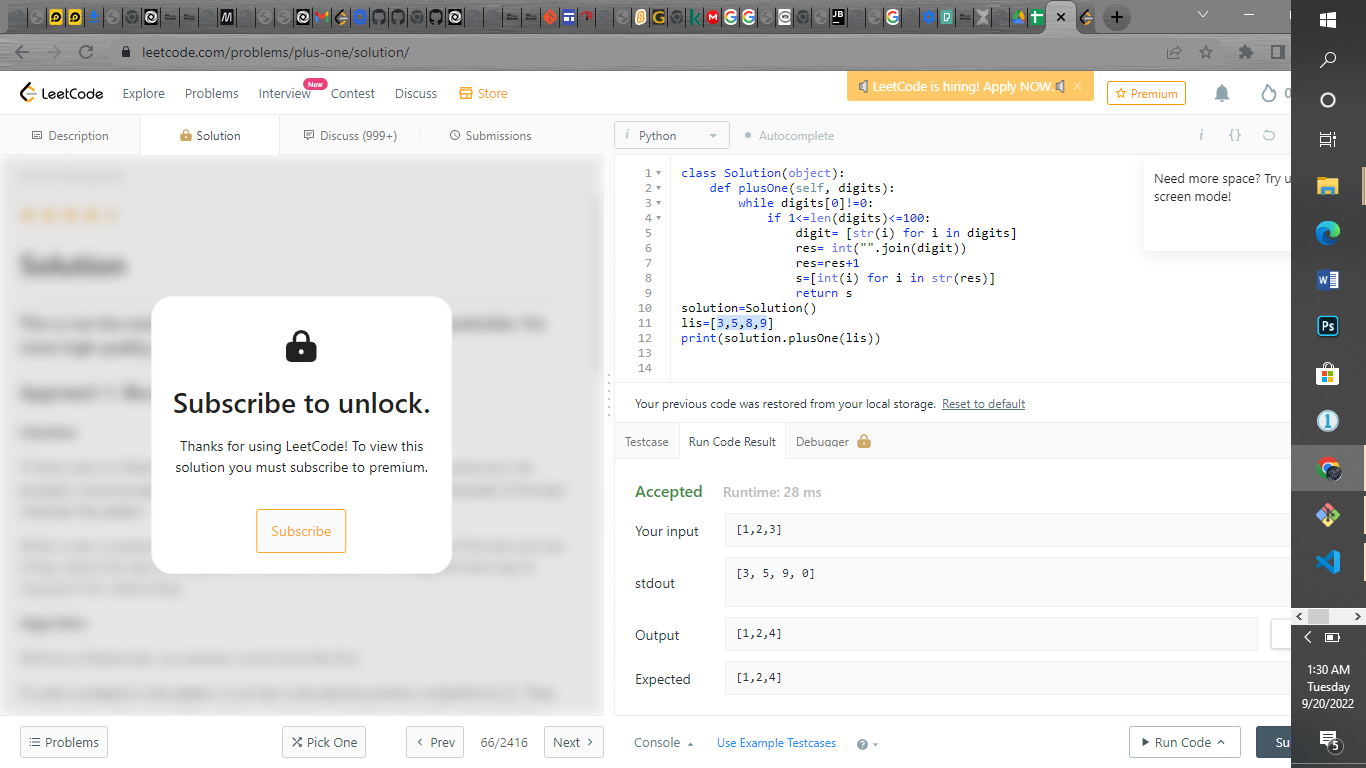 leetcode.com/problems/plus-one/solution/
LeetCode
Explore
Problems
Interview
New
Contest
Discuss
Store
LeetCode is hiring! Apply NOW.
Premium
0
Description
Solution
Discuss (999+)
Submissions
i Python
Autocomplete
Need more space? Try u
screen mode!
1 class Solution(object):
2 def plusOne(self, digits):
3 while digits[0]!=0:
4 if 1<=len(digits)<=100:
5 digit= [str(i) for i in digits]
6 res= int("".join(digit))
7 res=res+1
8 s=[int(i) for i in str(res)]
9 return s
10 solution=Solution()
11 lis=[3,5,8,9]
12 print(solution.plusOne(lis))
13
14
Subscribe to unlock.
Thanks for using LeetCode! To view this
solution you must subscribe to premium.
Subscribe
Your previous code was restored from your local storage. Reset to default
Testcase
Run Code Result
Debugger
Accepted
Runtime: 28 ms
Your input
[1,2,3]
stdout
[3, 5, 9, 0]
Output
[1,2,4]
Expected
[1,2,4]
Problems
Pick One
Prev
66/2416
Next
Console
Use Example Testcases
Run Code
Su
1:30 AM
Tuesday
9/20/2022
5